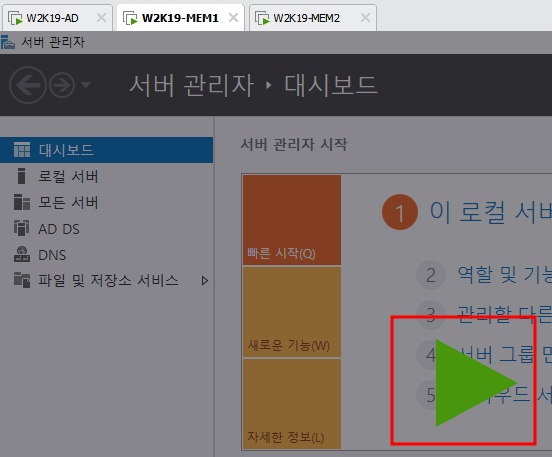 W2K19-AD
W2K19-MEM1
W2K19-MEM2
서버 관리자
서버 관리자 ‣ 대시보드
대시보드
로컬 서버
모든 서버
AD DS
DNS
파일 및 저장소 서비스
서버 관리자 시작
빠른 시작(Q)
새로운 기능(W)
자세한 정보(L)
1 이 로컬 서버
2 역할 및 기능
3 관리할 다른
4 서버 그룹 만
5 서